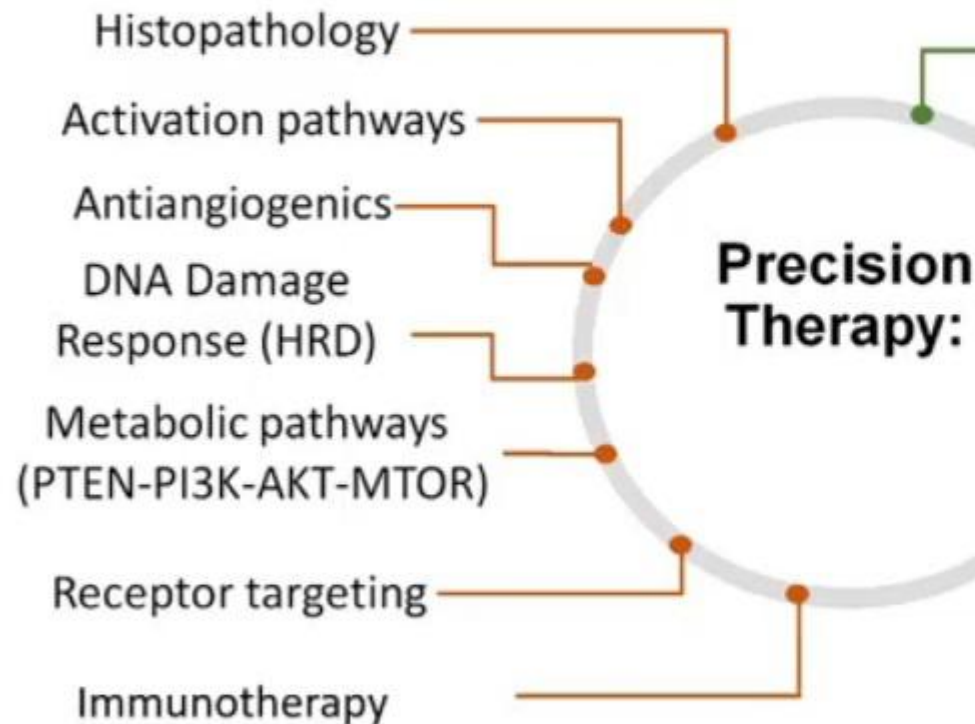 Histopathology
Activation pathways
Antiangiogenics
DNA Damage
Response (HRD)
Metabolic pathways
(PTEN-PI3K-AKT-MTOR)
Receptor targeting
Immunotherapy
Precision
Therapy: